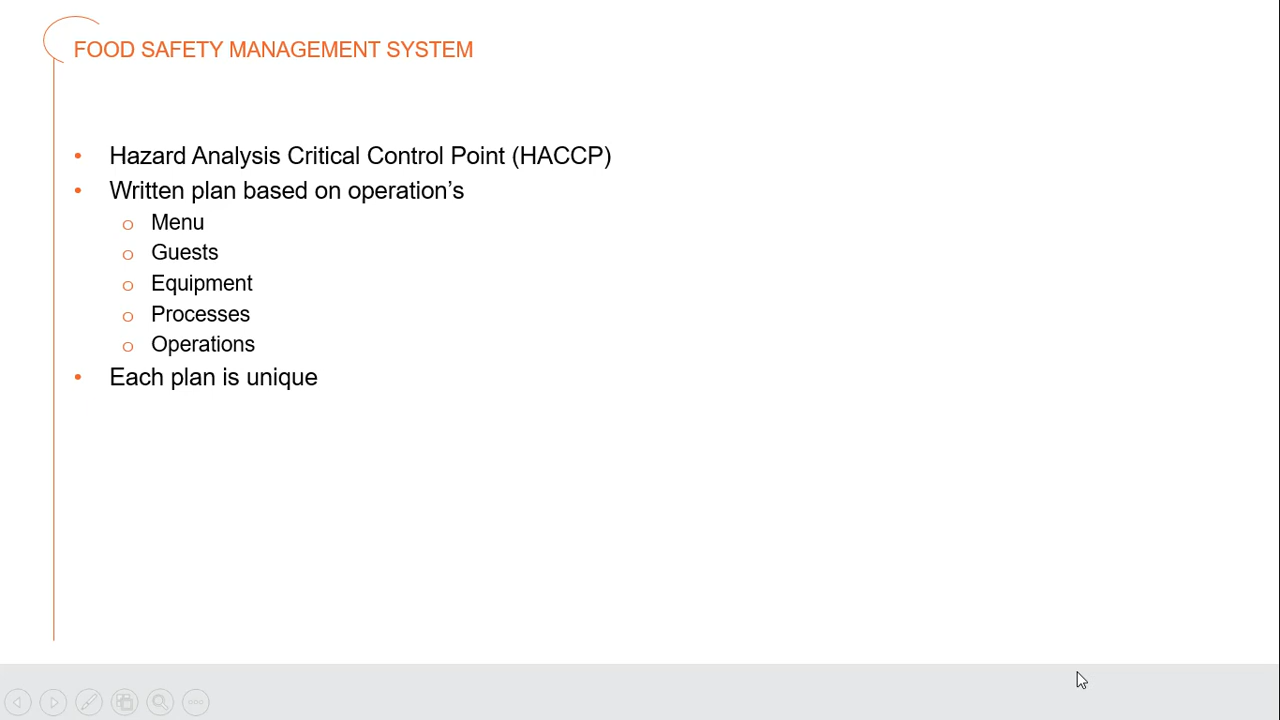 FOOD SAFETY MANAGEMENT SYSTEM
• Hazard Analysis Critical Control Point (HACCP)
• Written plan based on operation’s
o Menu
o Guests
o Equipment
o Processes
o Operations
• Each plan is unique